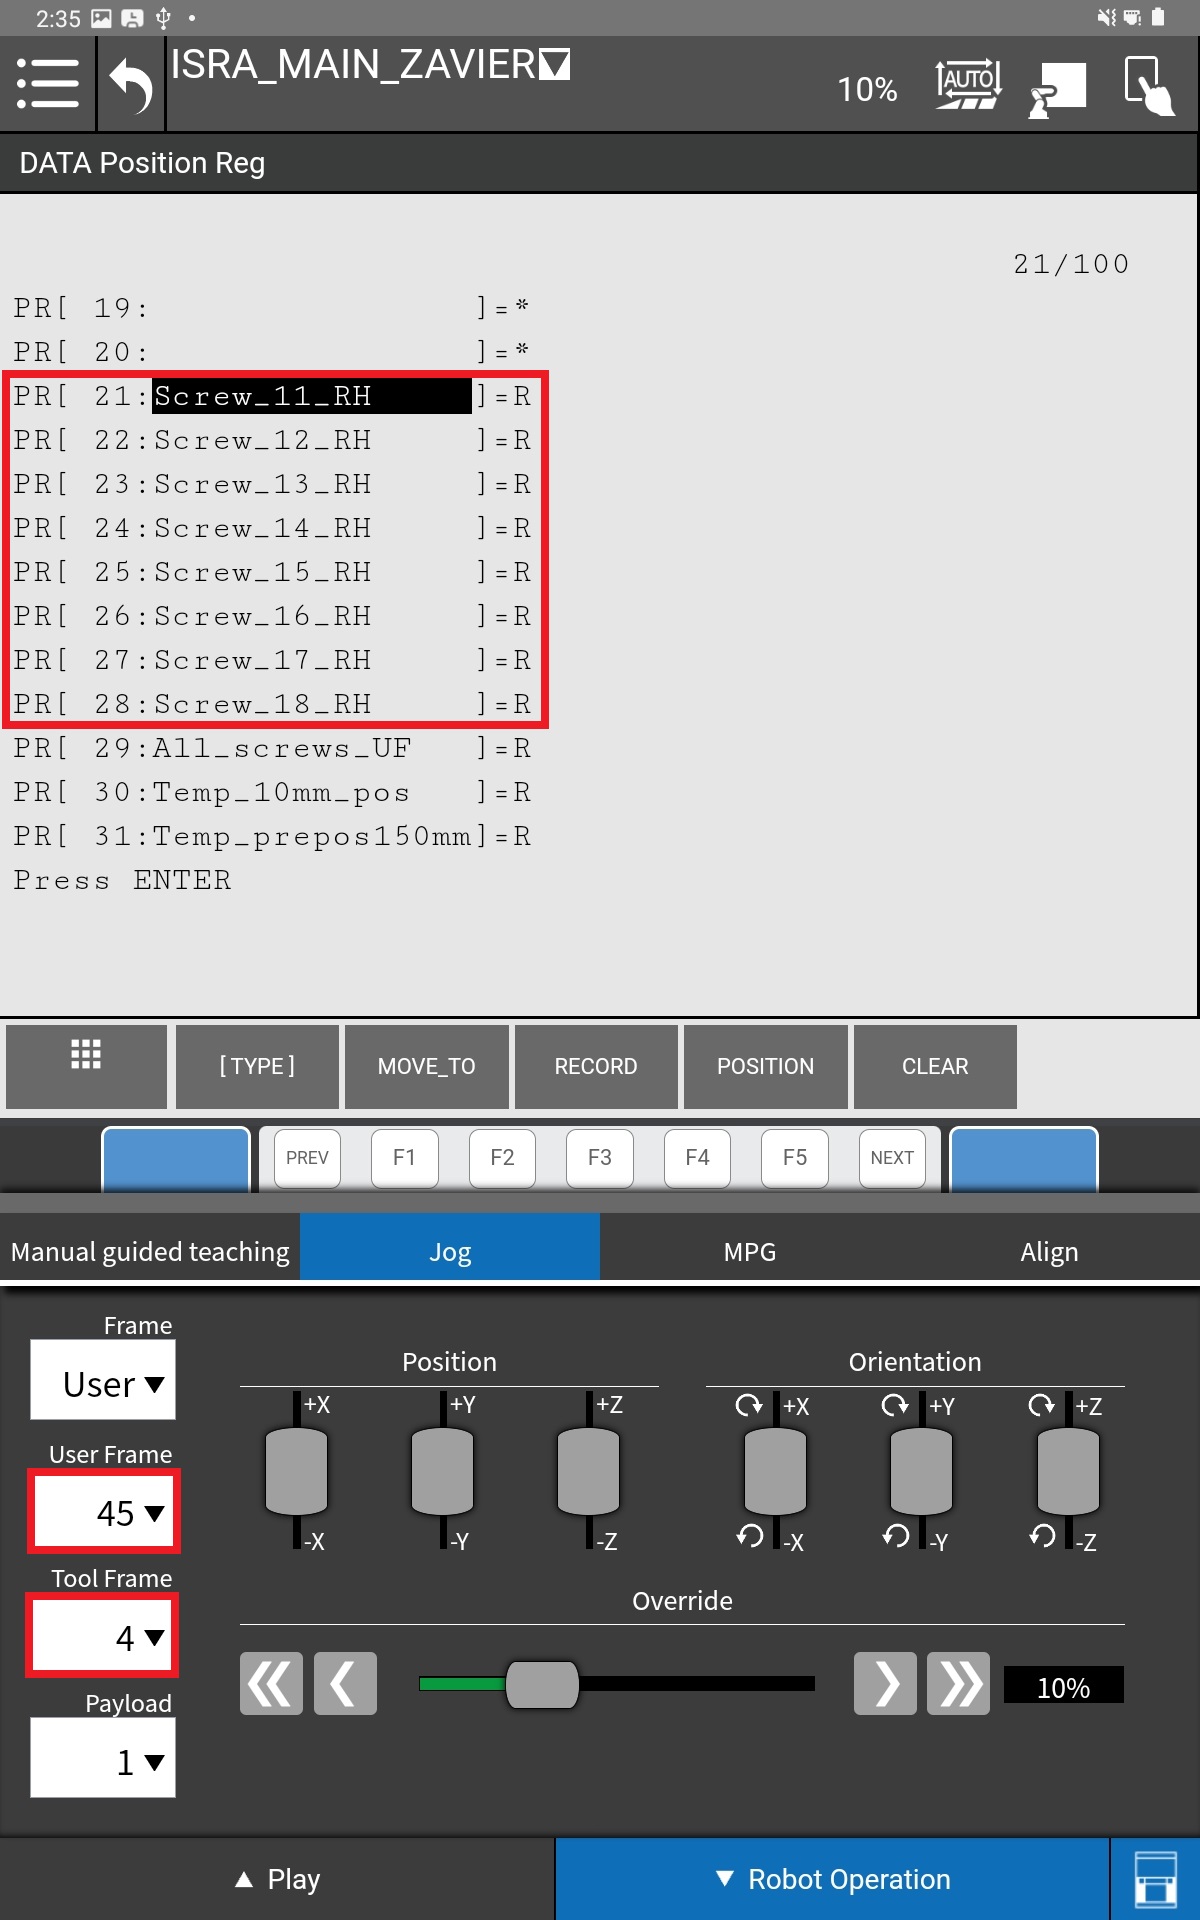 2:35
ISRA_MAIN_ZAVIER
10%
AUTO
DATA Position Reg
21/100
PR[ 19: ]=*
PR[ 20: ]=*
PR[ 21:Screw_11_RH ]=R
PR[ 22:Screw_12_RH ]=R
PR[ 23:Screw_13_RH ]=R
PR[ 24:Screw_14_RH ]=R
PR[ 25:Screw_15_RH ]=R
PR[ 26:Screw_16_RH ]=R
PR[ 27:Screw_17_RH ]=R
PR[ 28:Screw_18_RH ]=R
PR[ 29:All_screws_UF ]=R
PR[ 30:Temp_10mm_pos ]=R
PR[ 31:Temp_prepos150mm]=R
Press ENTER
[ TYPE ] MOVE_TO RECORD POSITION CLEAR
PREV F1 F2 F3 F4 F5 NEXT
Manual guided teaching Jog MPG Align
Frame
User
Position Orientation
+X +Y +Z +X +Y +Z
User Frame
45
-X -Y -Z -X -Y -Z
Tool Frame
4
Override
10%
Payload
1
Play Robot Operation